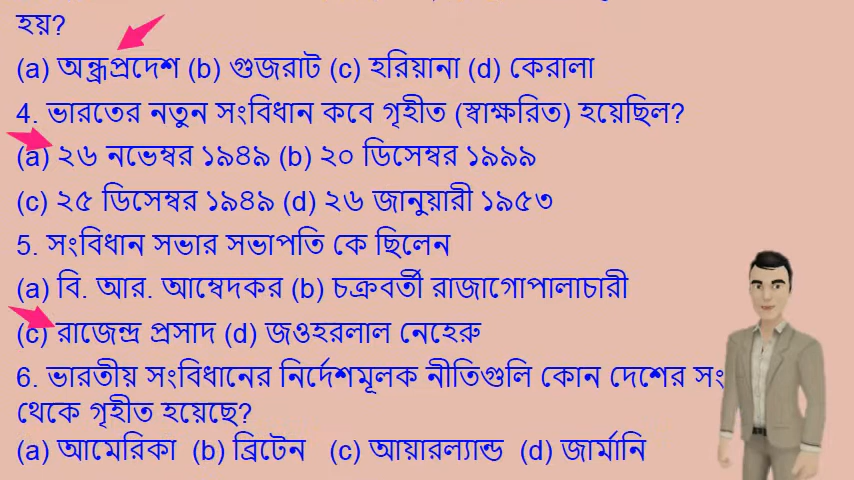 হয়?
(a) অন্ধ্রপ্রদেশ (b) গুজরাট (c) হরিয়ানা (d) কেরালা
4. ভারতের নতুন সংবিধান কবে গৃহীত (স্বাক্ষরিত) হয়েছিল?
(a) ২৬ নভেম্বর ১৯৪৯ (b) ২০ ডিসেম্বর ১৯৯৯
(c) ২৫ ডিসেম্বর ১৯৪৯ (d) ২৬ জানুয়ারী ১৯৫৩
5. সংবিধান সভার সভাপতি কে ছিলেন
(a) বি. আর. আম্বেদকর (b) চক্রবর্তী রাজাগোপালাচারী
(c) রাজেন্দ্র প্রসাদ (d) জওহরলাল নেহেরু
6. ভারতীয় সংবিধানের নির্দেশমূলক নীতিগুলি কোন দেশের
থেকে গৃহীত হয়েছে?
(a) আমেরিকা (b) ব্রিটেন (c) আয়ারল্যান্ড (d) জার্মানি